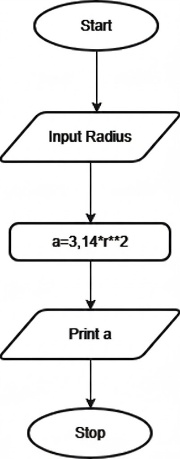 Start
Input Radius
a=3,14*r**2
Print a
Stop